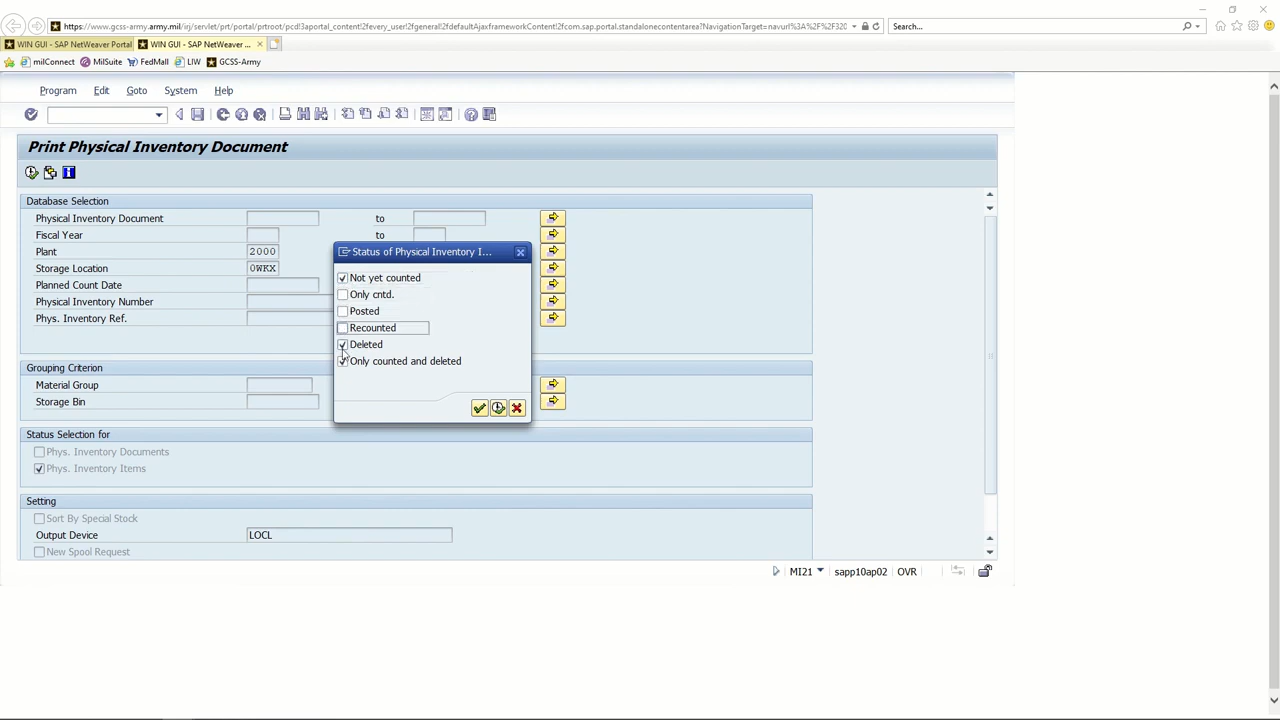 https://www.gcss-army.army.mil/irj/servlet/prt/portal/prtroot/pcd!3aportal_content!2fevery_user!2fgeneral!2fdefaultAjaxframeworkContent!2fcom.sap.portal.standalonecontentarea?NavigationTarget=navurl%3A%2F%2F320
Search...
WIN GUI - SAP NetWeaver Portal
WIN GUI - SAP NetWeaver ...
milConnect MilSuite FedMall LIW GCSS-Army
Program Edit Goto System Help
Print Physical Inventory Document
Database Selection
Physical Inventory Document to
Fiscal Year to
Plant 2000
Storage Location 0WKX
Planned Count Date
Physical Inventory Number
Phys. Inventory Ref.
Status of Physical Inventory I...
Not yet counted
Only cntd.
Posted
Recounted
Deleted
Only counted and deleted
Grouping Criterion
Material Group
Storage Bin
Status Selection for
Phys. Inventory Documents
Phys. Inventory Items
Setting
Sort By Special Stock
Output Device LOCL
New Spool Request
MI21 sapp10ap02 OVR